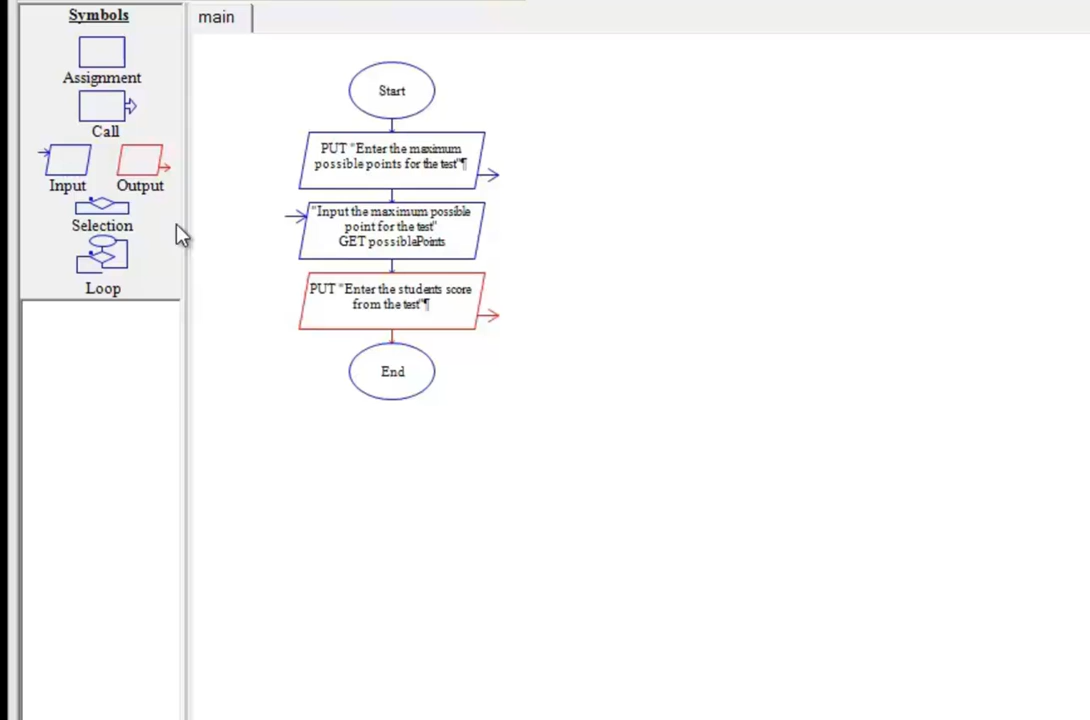 Symbols
main
Assignment
Call
Input
Output
Selection
Loop
Start
PUT "Enter the maximum
possible points for the test"¶
"Input the maximum possible
point for the test"
GET possiblePoints
PUT "Enter the students score
from the test"¶
End